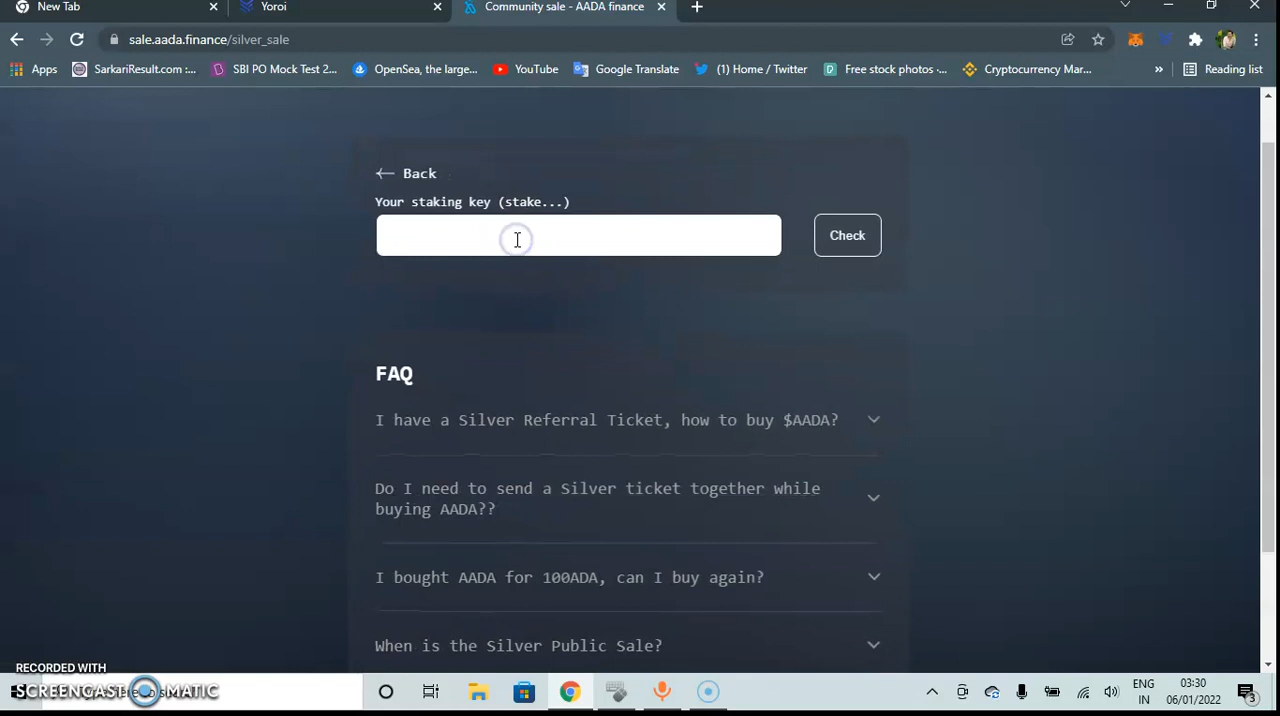 New Tab
Yoroi
Community sale - AADA finance
sale.aada.finance/silver_sale
Apps
SarkariResult.com :...
SBI PO Mock Test 2...
OpenSea, the large...
YouTube
Google Translate
(1) Home / Twitter
Free stock photos -...
Cryptocurrency Mar...
»
Reading list
Back
Your staking key (stake...)
Check
FAQ
I have a Silver Referral Ticket, how to buy $AADA?
Do I need to send a Silver ticket together while
buying AADA??
I bought AADA for 100ADA, can I buy again?
When is the Silver Public Sale?
RECORDED WITH
SCREENCAST MATIC
ENG
IN
03:30
06/01/2022
3